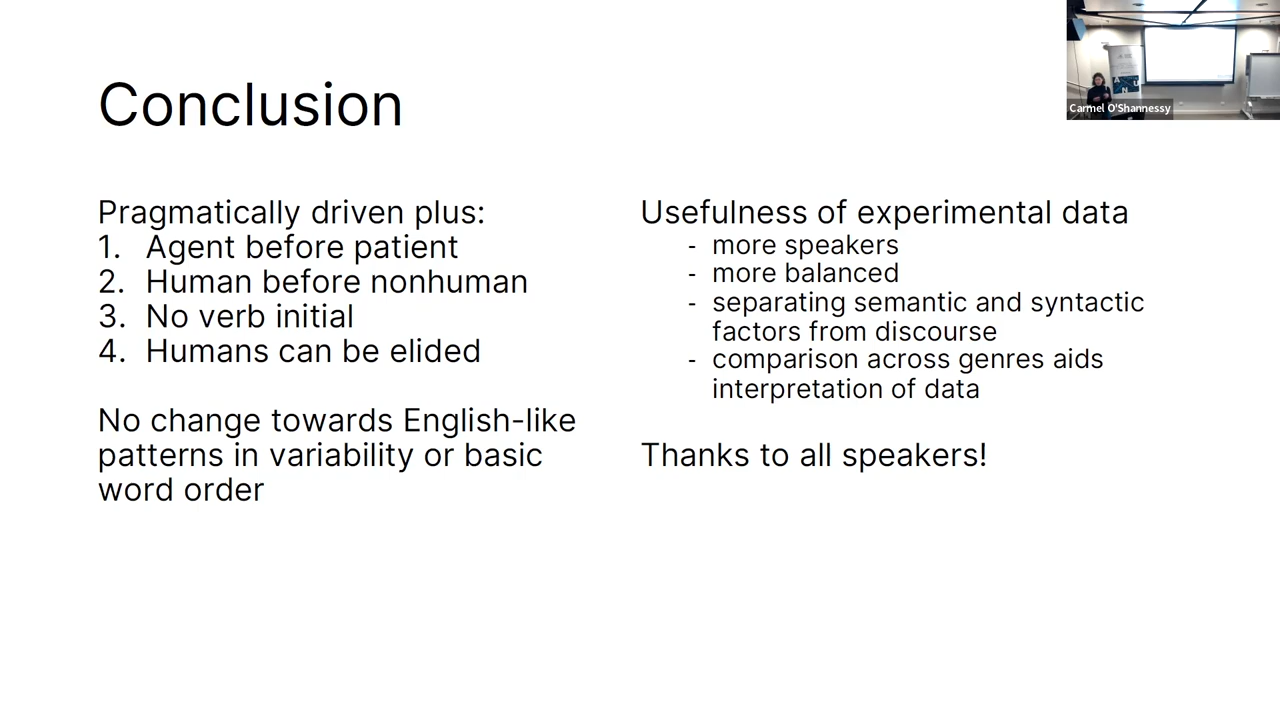 Conclusion
Carmel O'Shannessy
Pragmatically driven plus:
1. Agent before patient
2. Human before nonhuman
3. No verb initial
4. Humans can be elided
No change towards English-like
patterns in variability or basic
word order
Usefulness of experimental data
- more speakers
- more balanced
- separating semantic and syntactic
factors from discourse
- comparison across genres aids
interpretation of data
Thanks to all speakers!